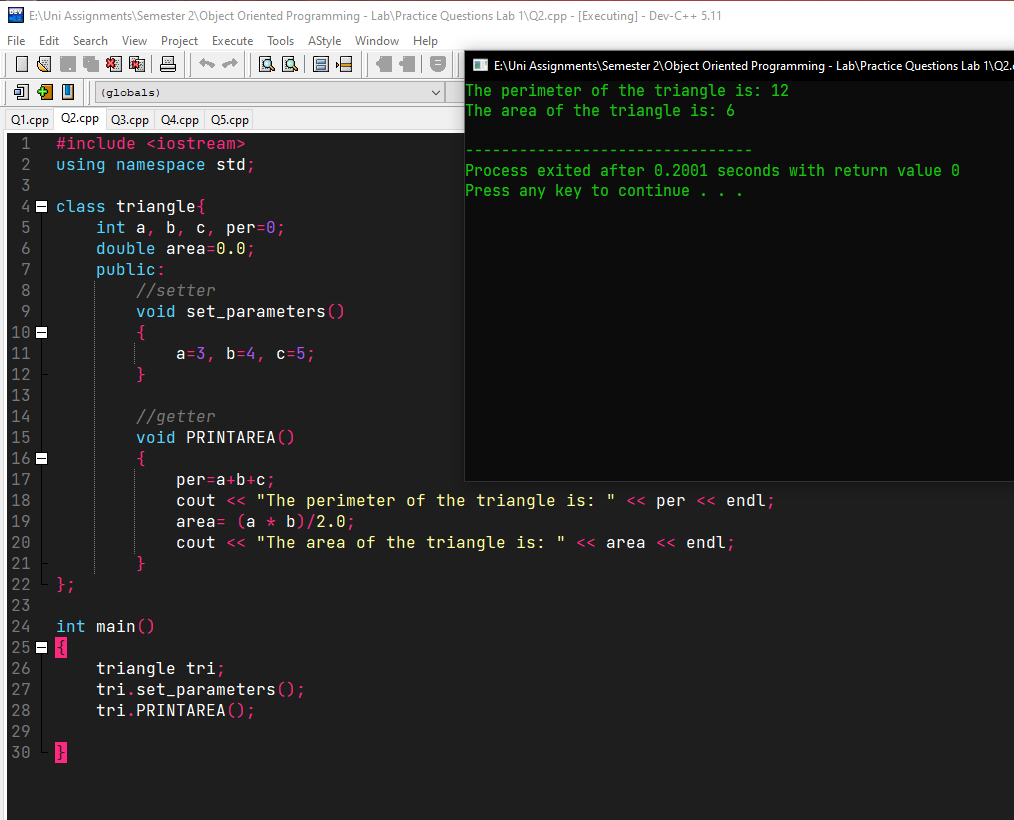 E:\Uni Assignments\Semester 2\Object Oriented Programming - Lab\Practice Questions Lab 1\Q2.cpp - [Executing] - Dev-C++ 5.11
File Edit Search View Project Execute Tools AStyle Window Help
(globals)
Q1.cpp Q2.cpp Q3.cpp Q4.cpp Q5.cpp
1 #include <iostream>
2 using namespace std;
3
4 class triangle{
5 int a, b, c, per=0;
6 double area=0.0;
7 public:
8 //setter
9 void set_parameters()
10 {
11 a=3, b=4, c=5;
12 }
13
14 //getter
15 void PRINTAREA()
16 {
17 per=a+b+c;
18 cout << "The perimeter of the triangle is: " << per << endl;
19 area= (a * b)/2.0;
20 cout << "The area of the triangle is: " << area << endl;
21 }
22 };
23
24 int main()
25 {
26 triangle tri;
27 tri.set_parameters();
28 tri.PRINTAREA();
29
30 }
E:\Uni Assignments\Semester 2\Object Oriented Programming - Lab\Practice Questions Lab 1\Q2.
The perimeter of the triangle is: 12
The area of the triangle is: 6
--------------------------------
Process exited after 0.2001 seconds with return value 0
Press any key to continue . . .